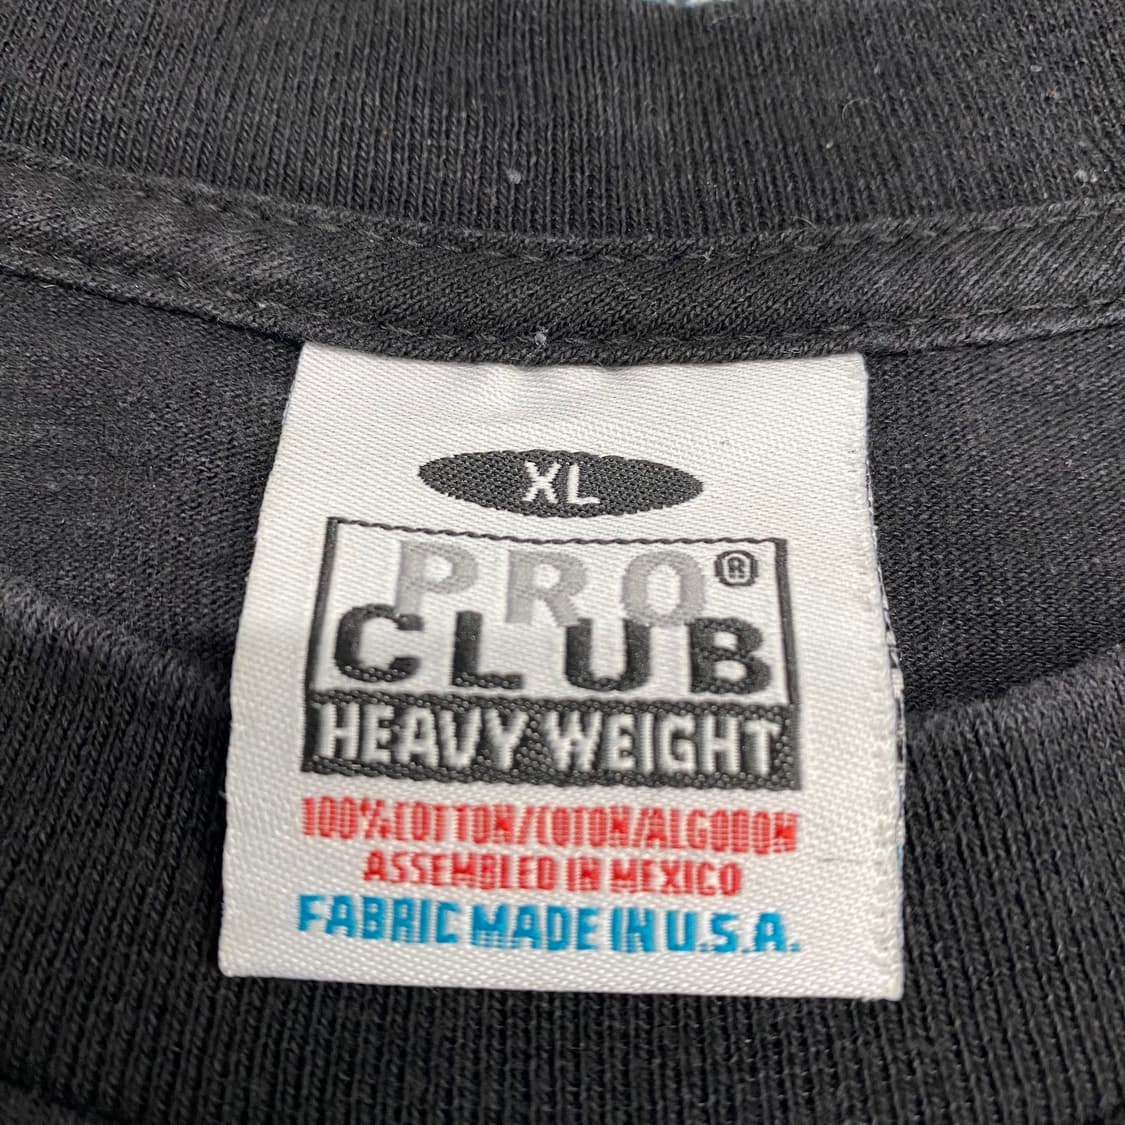 XL
PRO®
CLUB
HEAVY WEIGHT
100% COTTON/COTON/ALGODON
ASSEMBLED IN MEXICO
FABRIC MADE IN U.S.A.